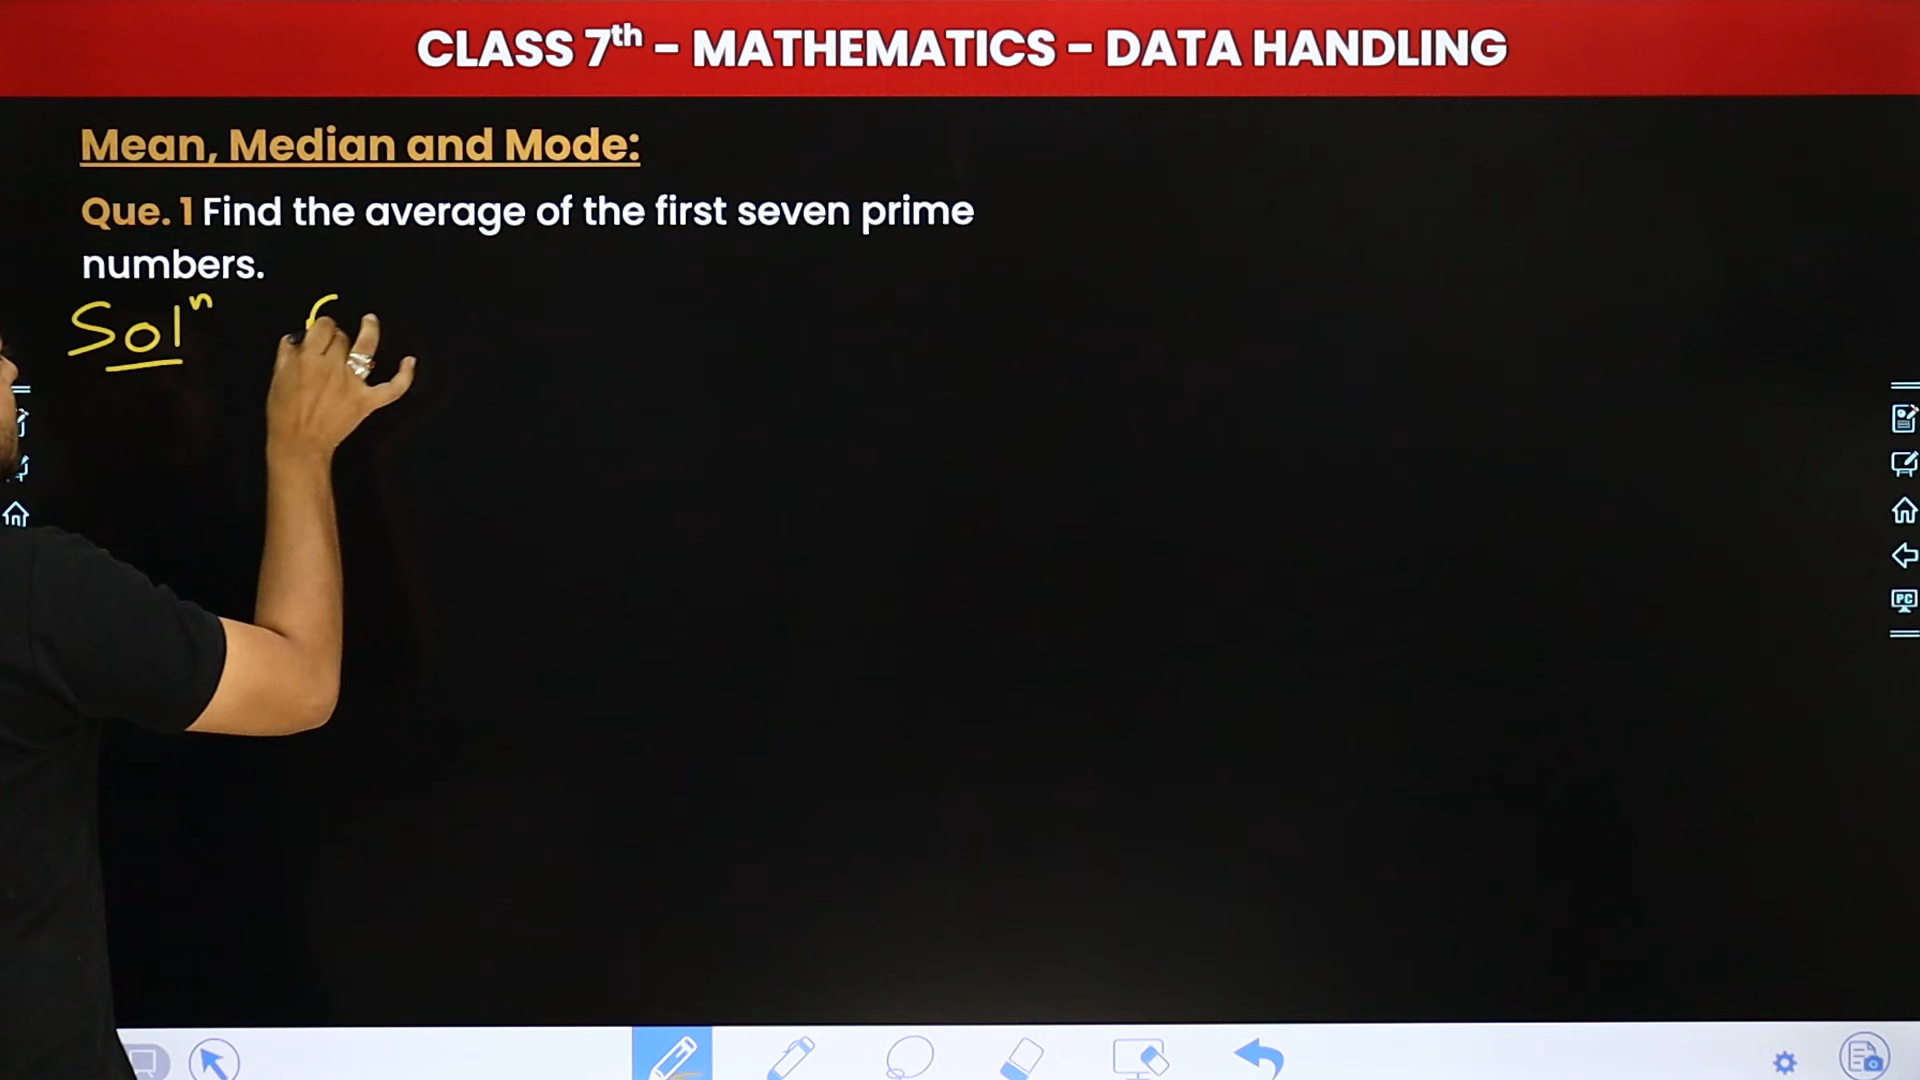 CLASS 7th - MATHEMATICS - DATA HANDLING
Mean, Median and Mode:
Que. 1 Find the average of the first seven prime
numbers.
Solⁿ
PC